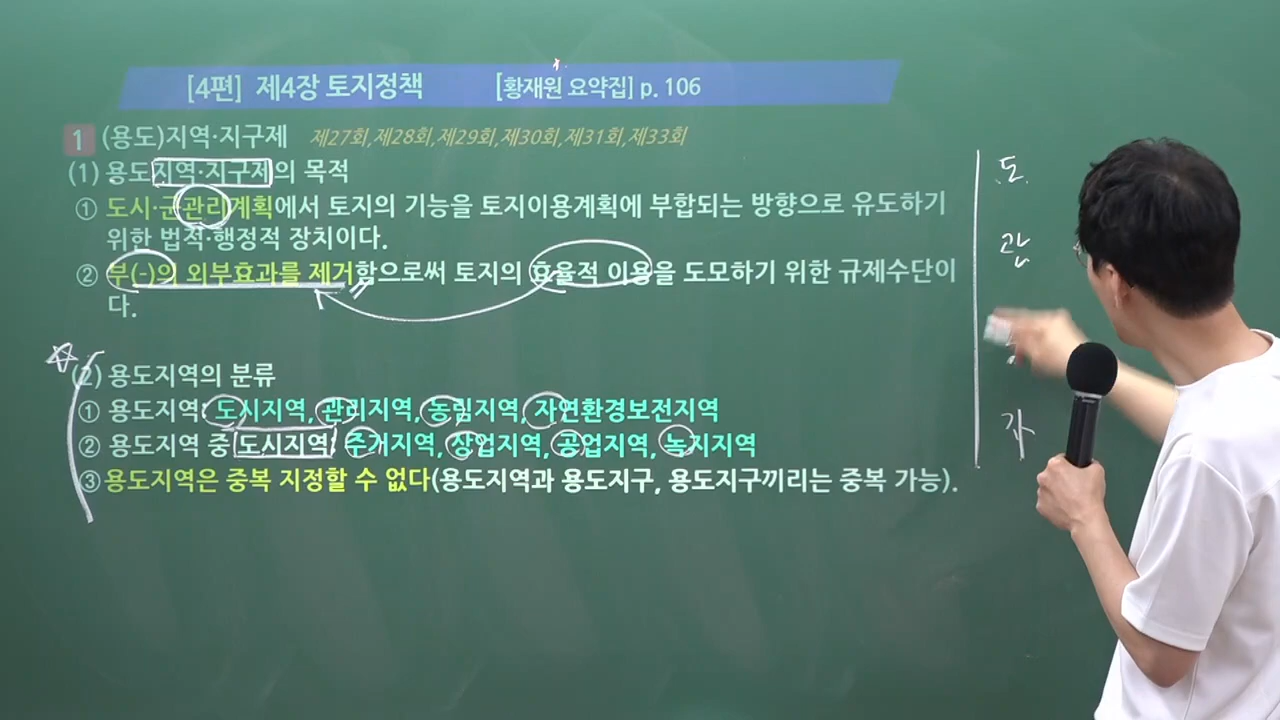 [4편] 제4장 토지정책 [황재원 요약집] p. 106
1 (용도)지역·지구제 제27회,제28회,제29회,제30회,제31회,제33회
(1) 용도지역·지구제의 목적
① 도시·군관리계획에서 토지의 기능을 토지이용계획에 부합되는 방향으로 유도하기
위한 법적·행정적 장치이다.
② 부(-)의 외부효과를 제거함으로써 토지의 효율적 이용을 도모하기 위한 규제수단이
다.
(2) 용도지역의 분류
① 용도지역: 도시지역, 관리지역, 농림지역, 자연환경보전지역
② 용도지역 중 도시지역: 주거지역, 상업지역, 공업지역, 녹지지역
③ 용도지역은 중복 지정할 수 없다(용도지역과 용도지구, 용도지구끼리는 중복 가능).
도
관